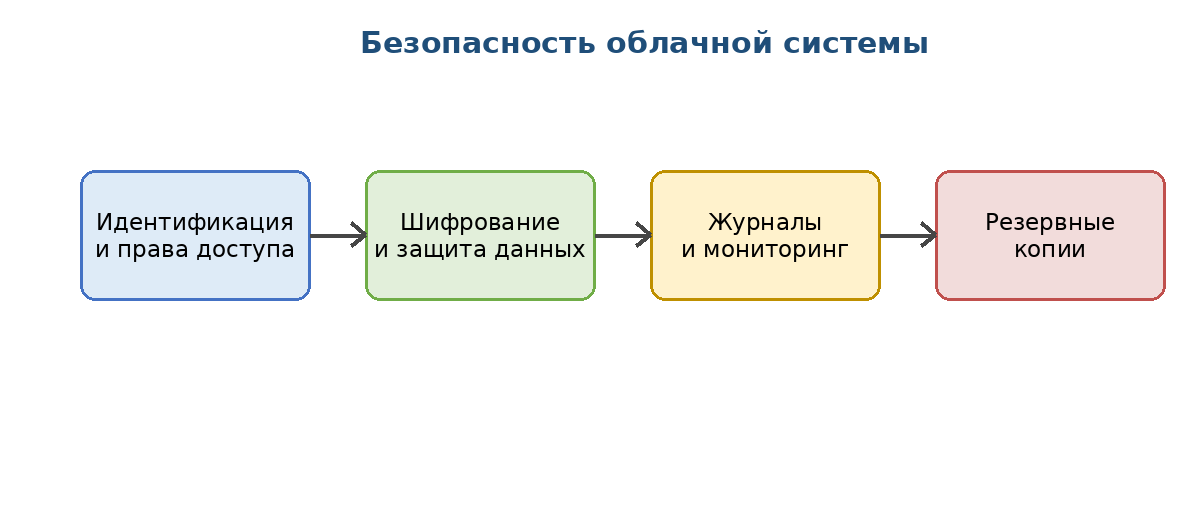 Безопасность облачной системы
Идентификация
и права доступа
Шифрование
и защита данных
Журналы
и мониторинг
Резервные
копии